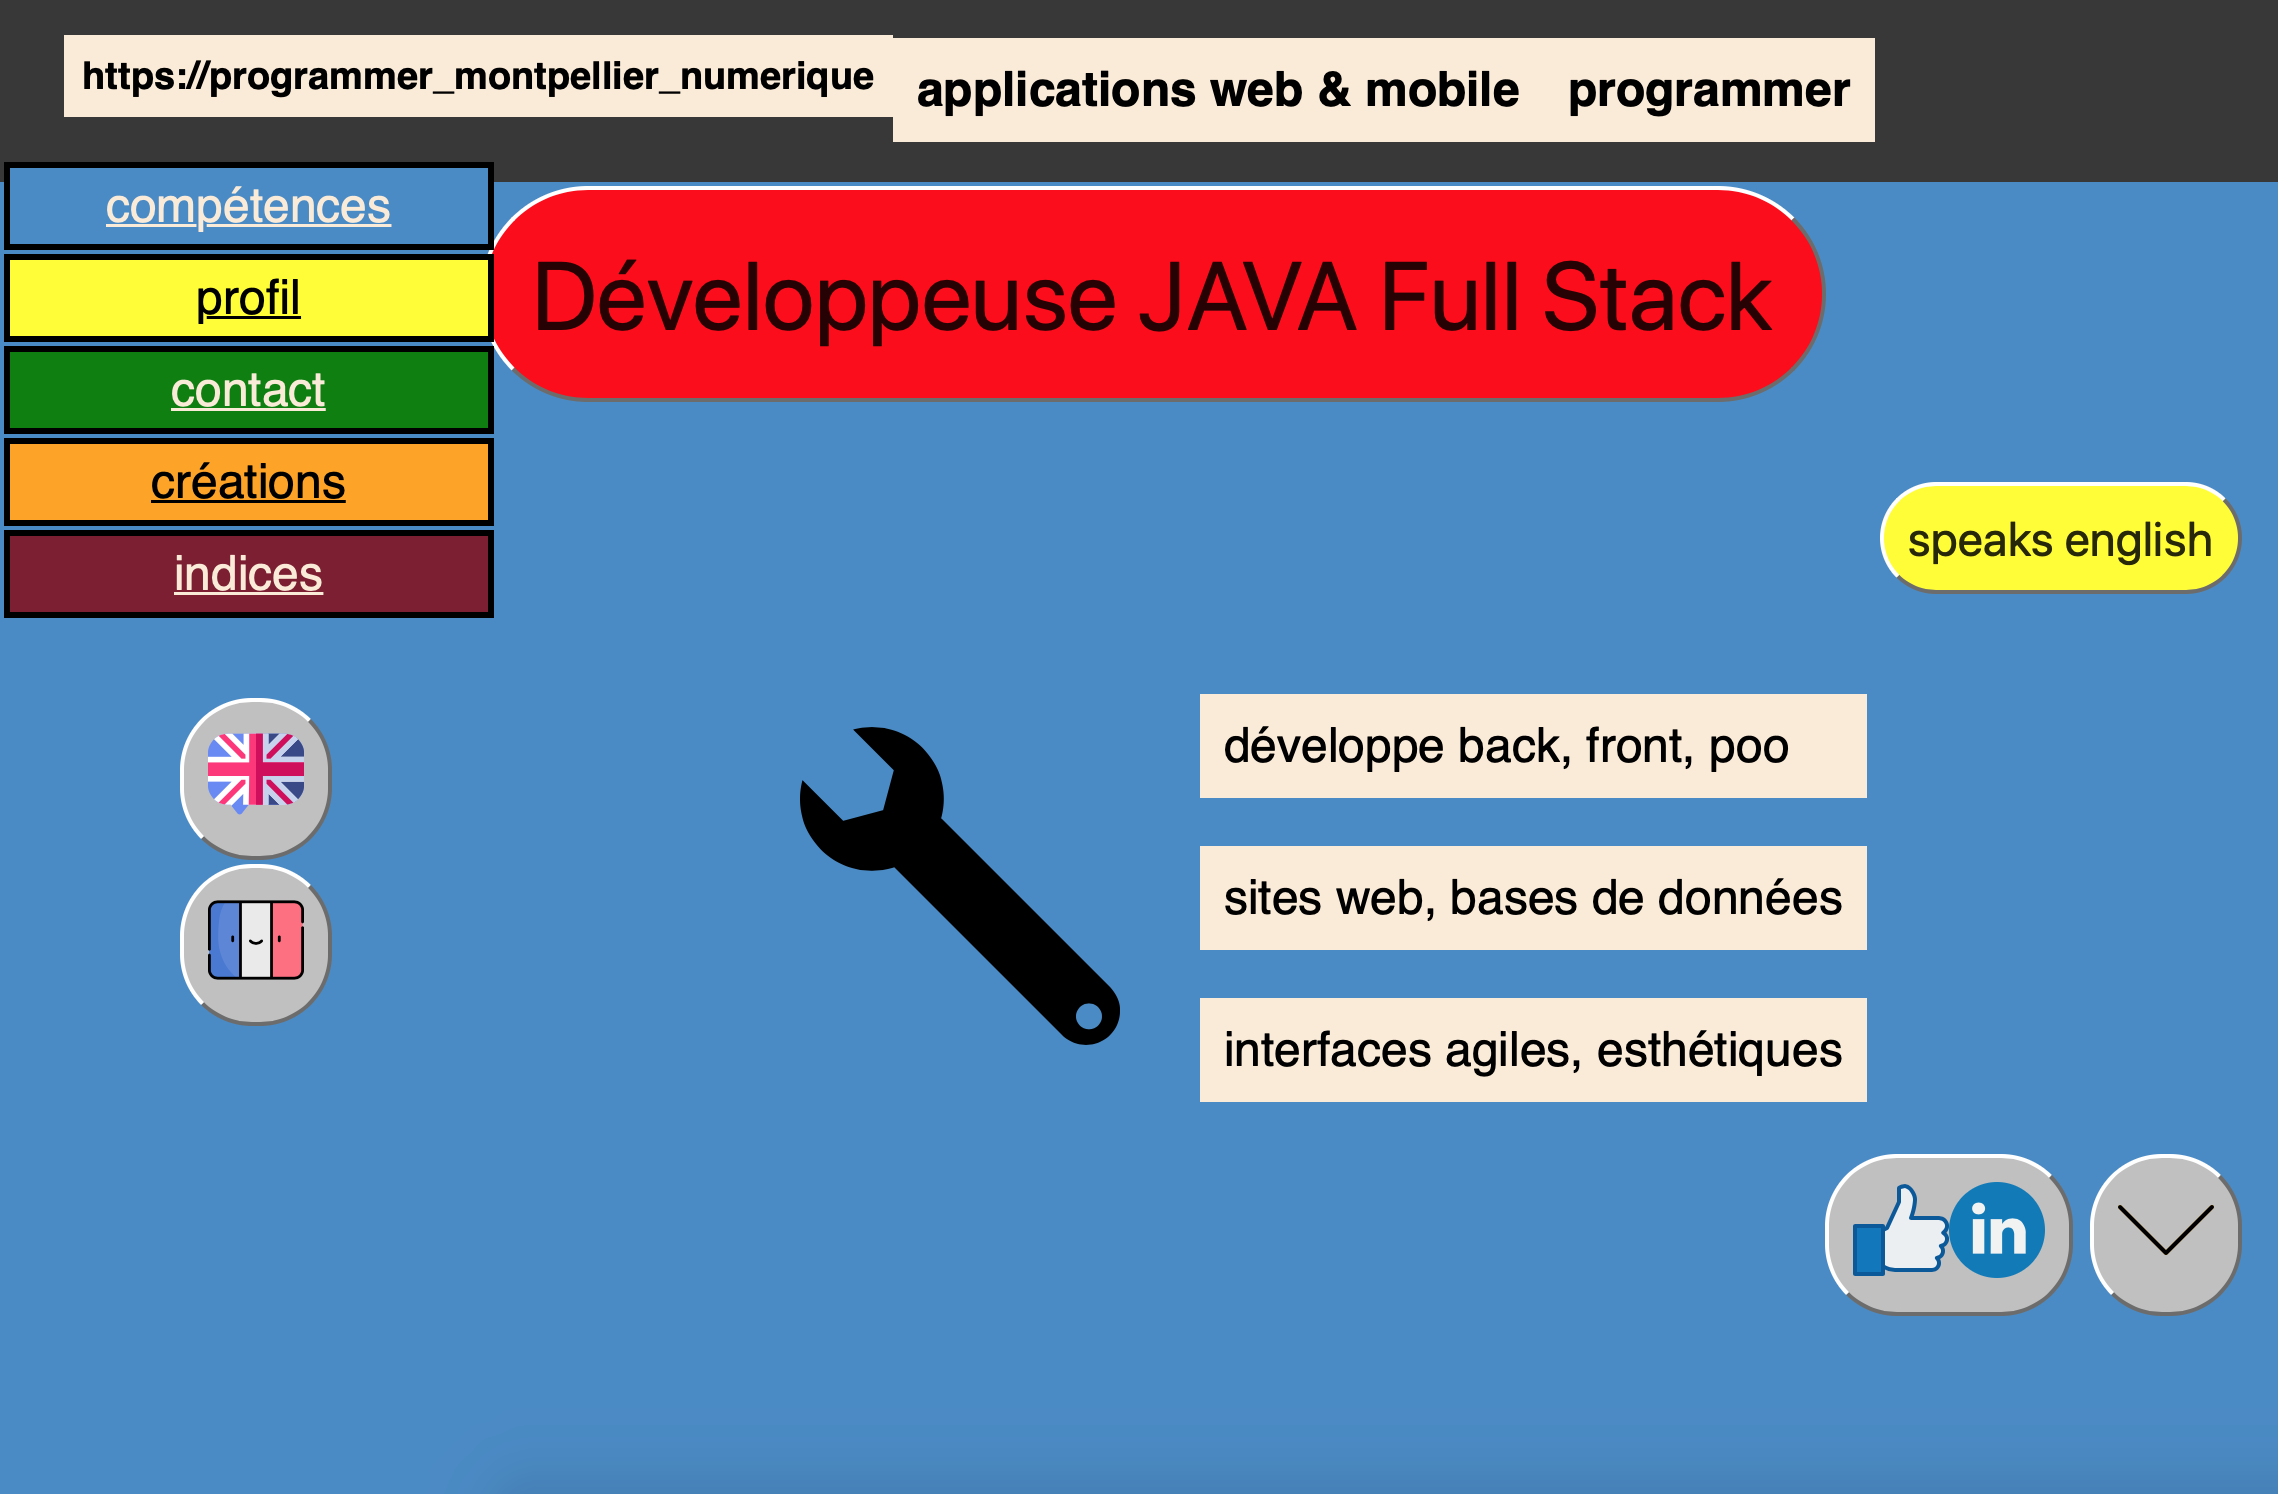 https://programmer_montpellier_numerique
applications web & mobile programmer
compétences
profil
contact
créations
indices
Développeuse JAVA Full Stack
speaks english
développe back, front, poo
sites web, bases de données
interfaces agiles, esthétiques
in